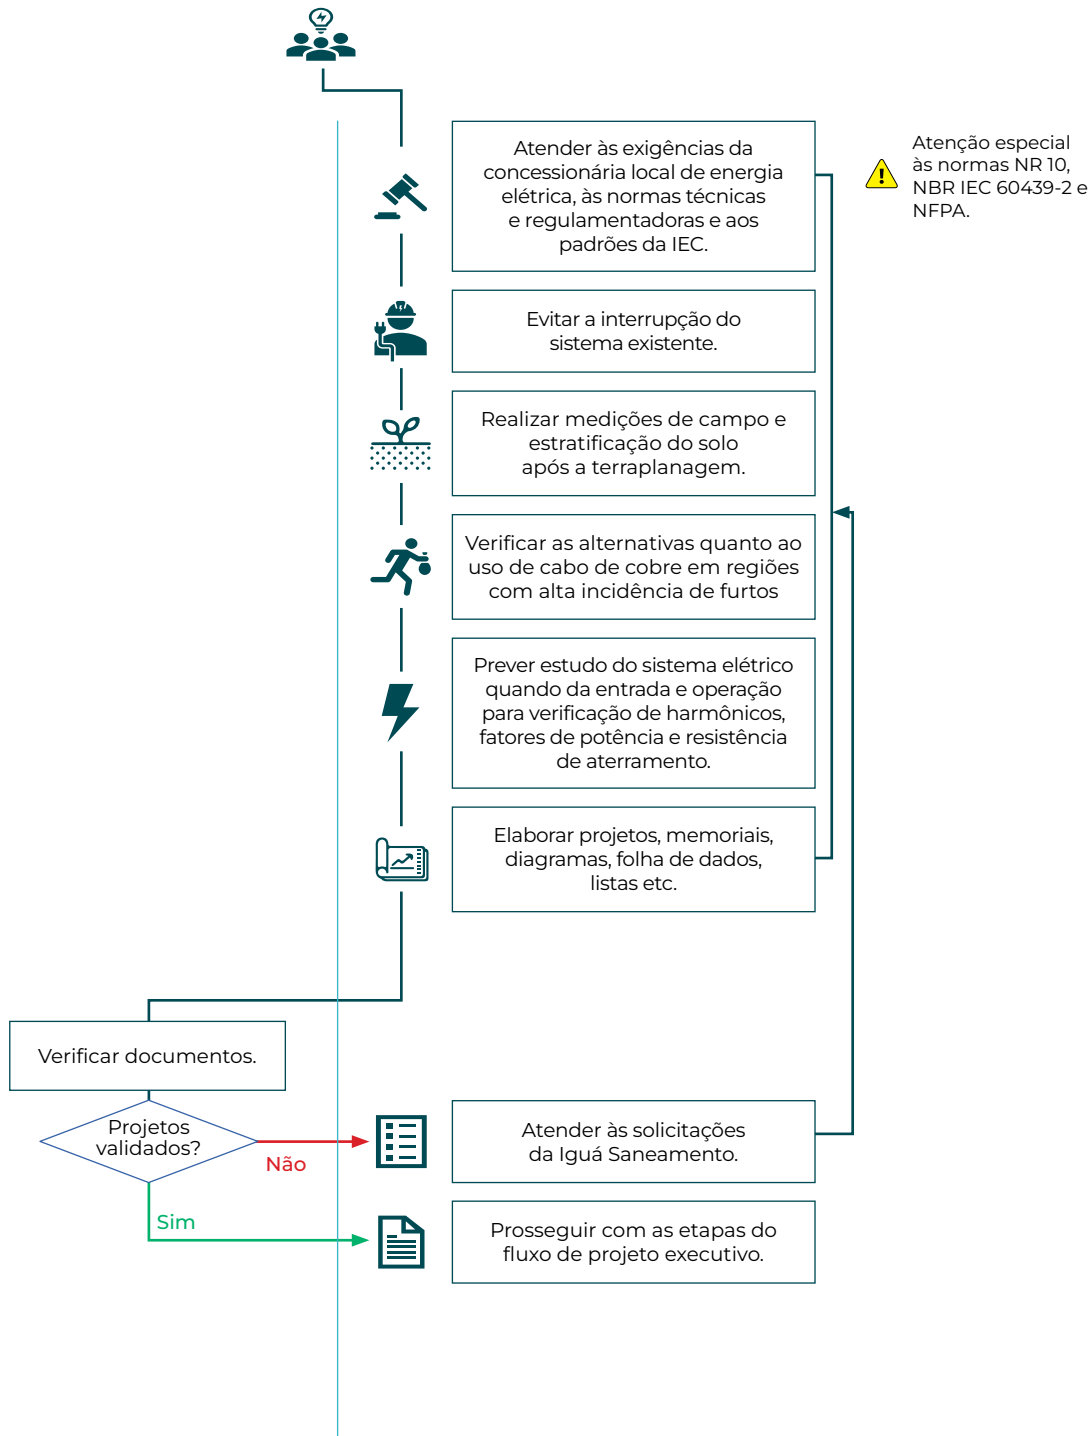 Atender às exigências da
concessionária local de energia
elétrica, às normas técnicas
e regulamentadoras e aos
padrões da IEC.
Atenção especial
às normas NR 10,
NBR IEC 60439-2 e
NFPA.
Evitar a interrupção do
sistema existente.
Realizar medições de campo e
estratificação do solo
após a terraplanagem.
Verificar as alternativas quanto ao
uso de cabo de cobre em regiões
com alta incidência de furtos
Prever estudo do sistema elétrico
quando da entrada e operação
para verificação de harmônicos,
fatores de potência e resistência
de aterramento.
Elaborar projetos, memoriais,
diagramas, folha de dados,
listas etc.
Verificar documentos.
Projetos
validados?
Não
Atender às solicitações
da Iguá Saneamento.
Sim
Prosseguir com as etapas do
fluxo de projeto executivo.